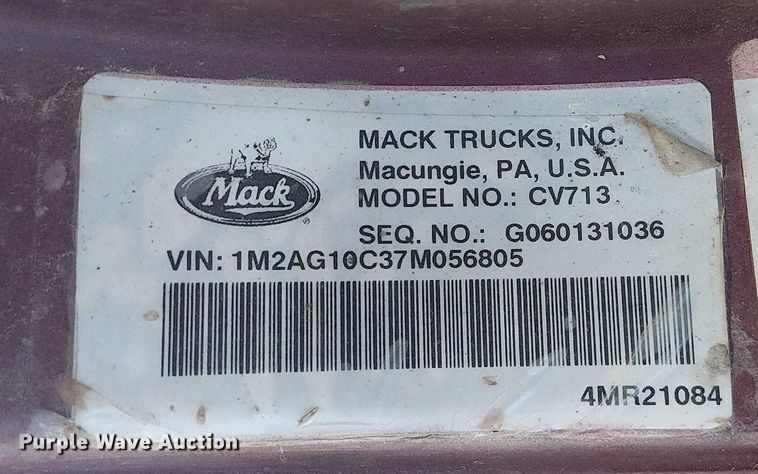 MACK TRUCKS, INC.
Macungie, PA, U.S.A.
Mack
®
MODEL NO.: CV713
SEQ. NO.: G060131036
VIN: 1M2AG10C37M056805
4MR21084
Purple Wave Auction